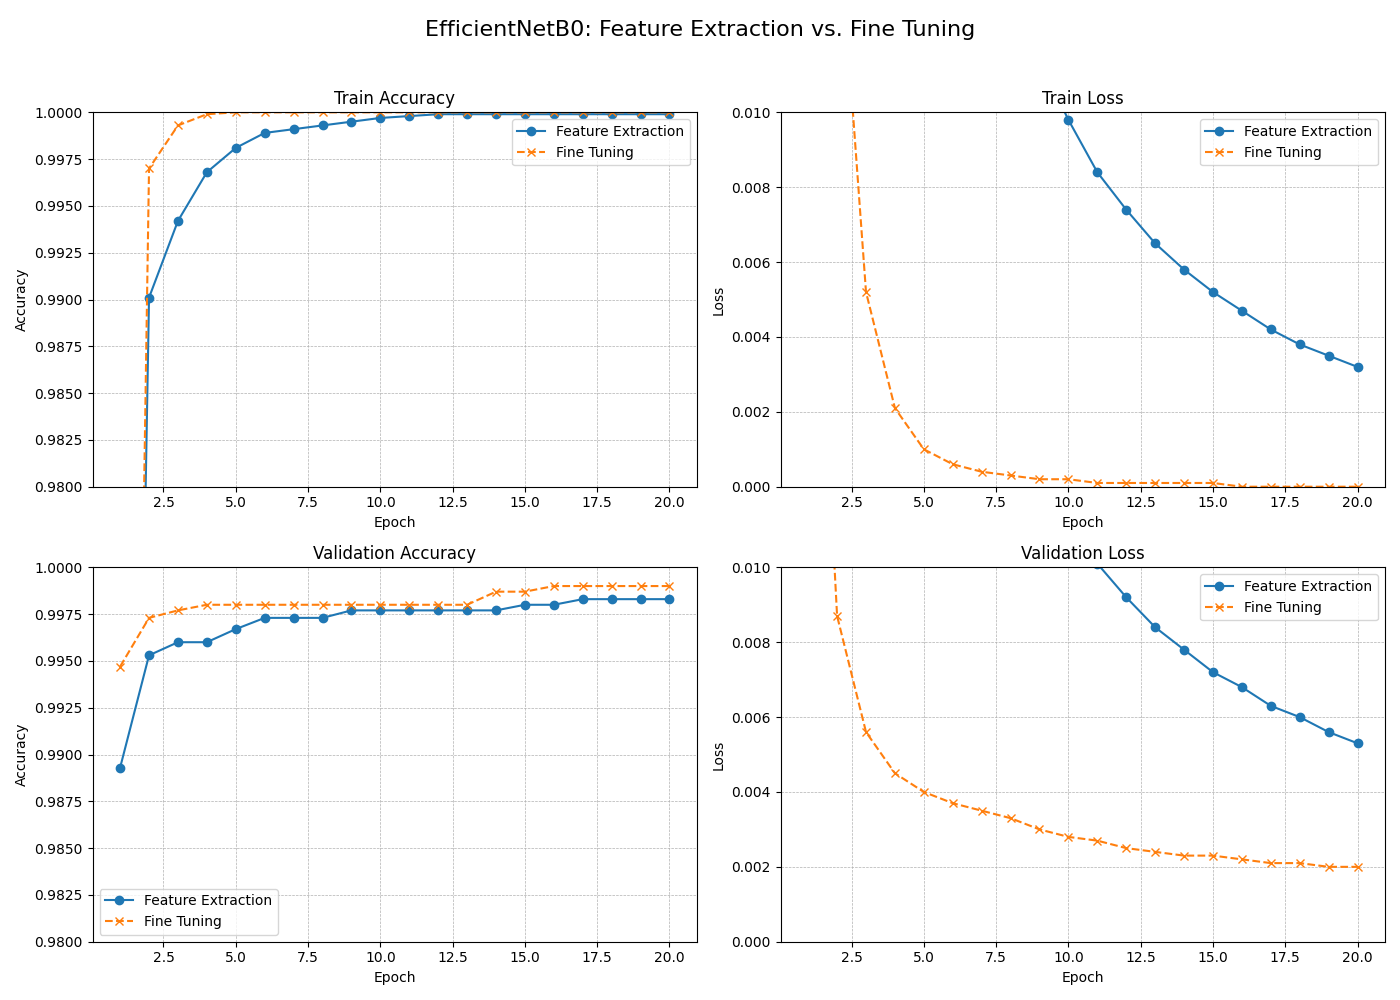 EfficientNetB0: Feature Extraction vs. Fine Tuning
Train Accuracy
1.0000
0.9975
0.9950
0.9925
0.9900
0.9875
0.9850
0.9825
0.9800
Accuracy
Feature Extraction
Fine Tuning
2.5 5.0 7.5 10.0 12.5 15.0 17.5 20.0
Epoch
Train Loss
0.010
0.008
0.006
0.004
0.002
0.000
Loss
Feature Extraction
Fine Tuning
2.5 5.0 7.5 10.0 12.5 15.0 17.5 20.0
Epoch
Validation Accuracy
1.0000
0.9975
0.9950
0.9925
0.9900
0.9875
0.9850
0.9825
0.9800
Accuracy
Feature Extraction
Fine Tuning
2.5 5.0 7.5 10.0 12.5 15.0 17.5 20.0
Epoch
Validation Loss
0.010
0.008
0.006
0.004
0.002
0.000
Loss
Feature Extraction
Fine Tuning
2.5 5.0 7.5 10.0 12.5 15.0 17.5 20.0
Epoch